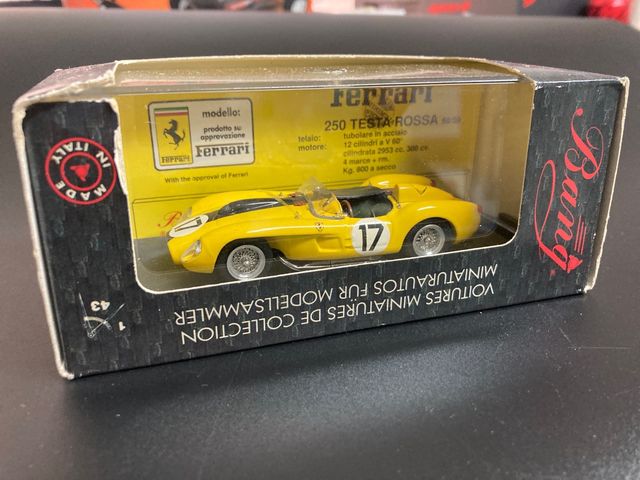 Ferrari
250 TESTA ROSSA
modello:
prodotto su
approvazione
Ferrari
Ferrari
With the approval of Ferrari
telaio: tubolare in acciaio
motore: 12 cilindri a V 60°
cilindrata 2953 cc. 300 cv.
4 marce + rm.
Kg. 800 a secco
MADE IN ITALY
17
17
Bang
VOITURES MINIATURES DE COLLECTION
MINIATURAUTOS FÜR MODELLSAMMLER
1
43